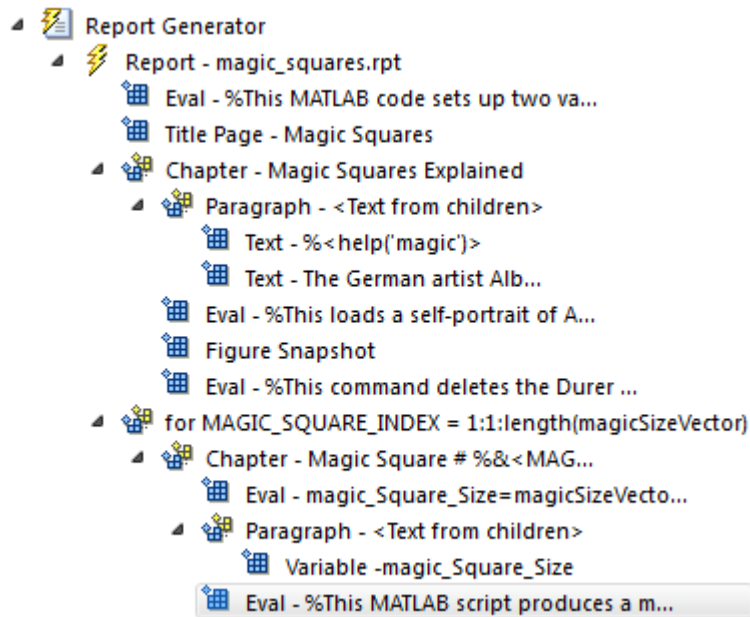 Report Generator
Report - magic_squares.rpt
Eval - %This MATLAB code sets up two va...
Title Page - Magic Squares
Chapter - Magic Squares Explained
Paragraph - <Text from children>
Text - %<help('magic')>
Text - The German artist Alb...
Eval - %This loads a self-portrait of A...
Figure Snapshot
Eval - %This command deletes the Durer ...
for MAGIC_SQUARE_INDEX = 1:1:length(magicSizeVector)
Chapter - Magic Square # %&<MAG...
Eval - magic_Square_Size=magicSizeVecto...
Paragraph - <Text from children>
Variable -magic_Square_Size
Eval - %This MATLAB script produces a m...